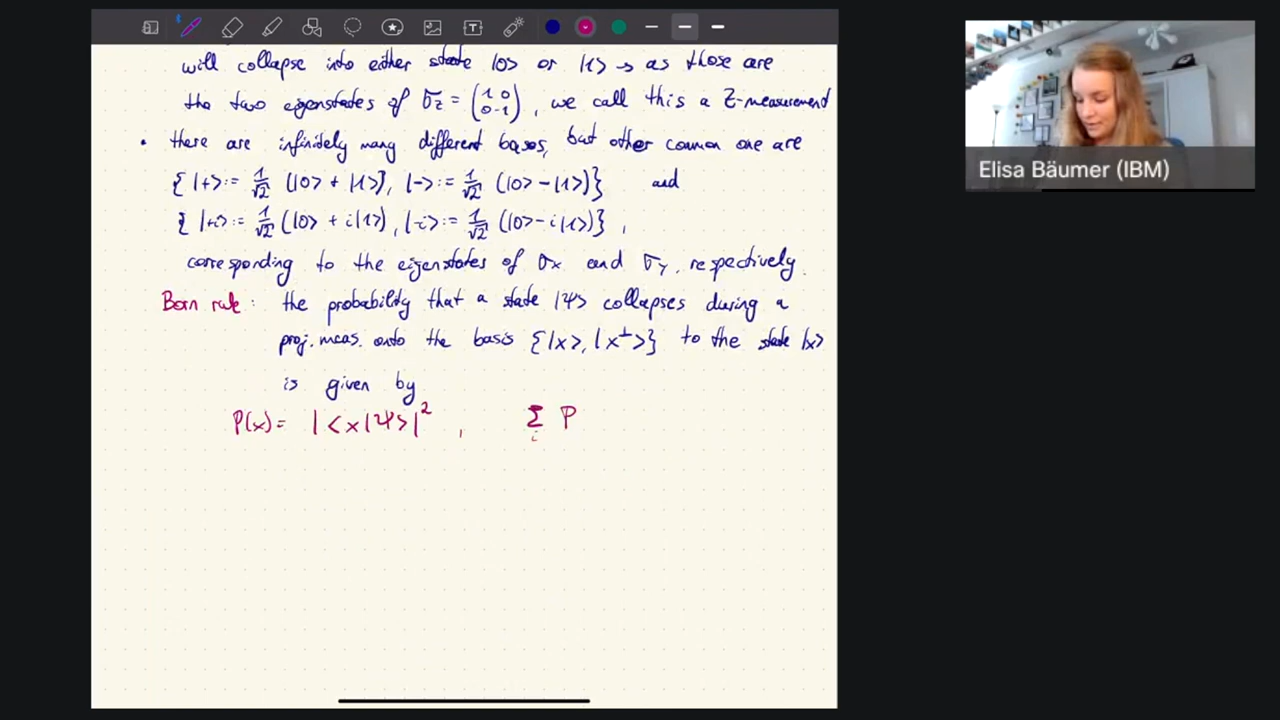 will collapse into either state |0> or |1> → as those are
the two eigenstates of σz = (1 0 0 -1), we call this a Z-measurement
• there are infinitely many different bases, but other common one are
{ |+> := 1/√2 (|0> + |1>), |-> := 1/√2 (|0> - |1>)} and
{ |+i> := 1/√2 (|0> + i|1>), |-i> := 1/√2 (|0> - i|1>)} ,
corresponding to the eigenstates of σx and σy, respectively.
Born rule: the probability that a state |Ψ> collapses during a
proj. meas. onto the basis {|x>, |x⊥>} to the state |x>
is given by
P(x) = |<x|Ψ>|² , Σi P
Elisa Bäumer (IBM)